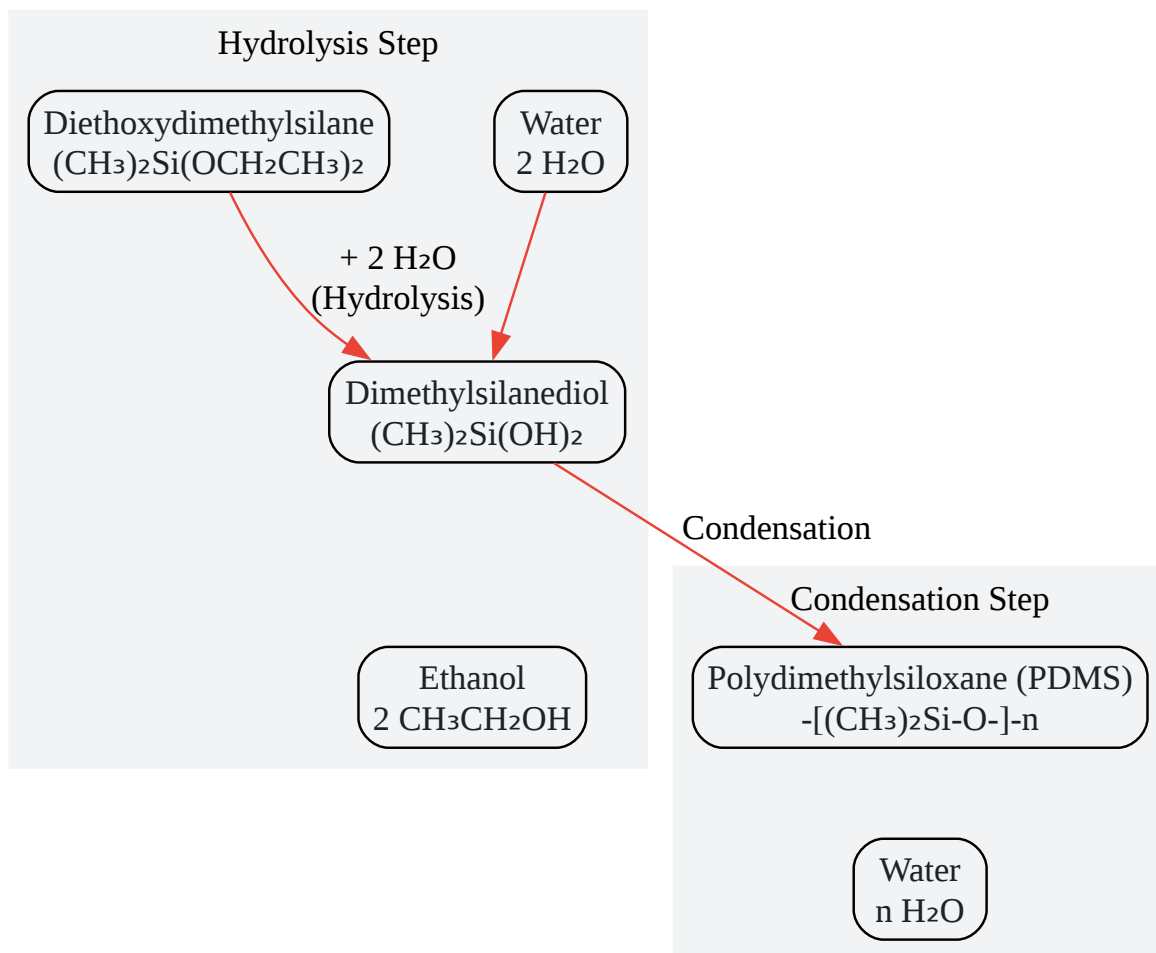 Hydrolysis Step
Diethoxydimethylsilane
(CH₃)₂Si(OCH₂CH₃)₂
Water
2 H₂O
+ 2 H₂O
(Hydrolysis)
Dimethylsilanediol
(CH₃)₂Si(OH)₂
Condensation
Condensation Step
Ethanol
2 CH₃CH₂OH
Polydimethylsiloxane (PDMS)
-[(CH₃)₂Si-O-]-n
Water
n H₂O